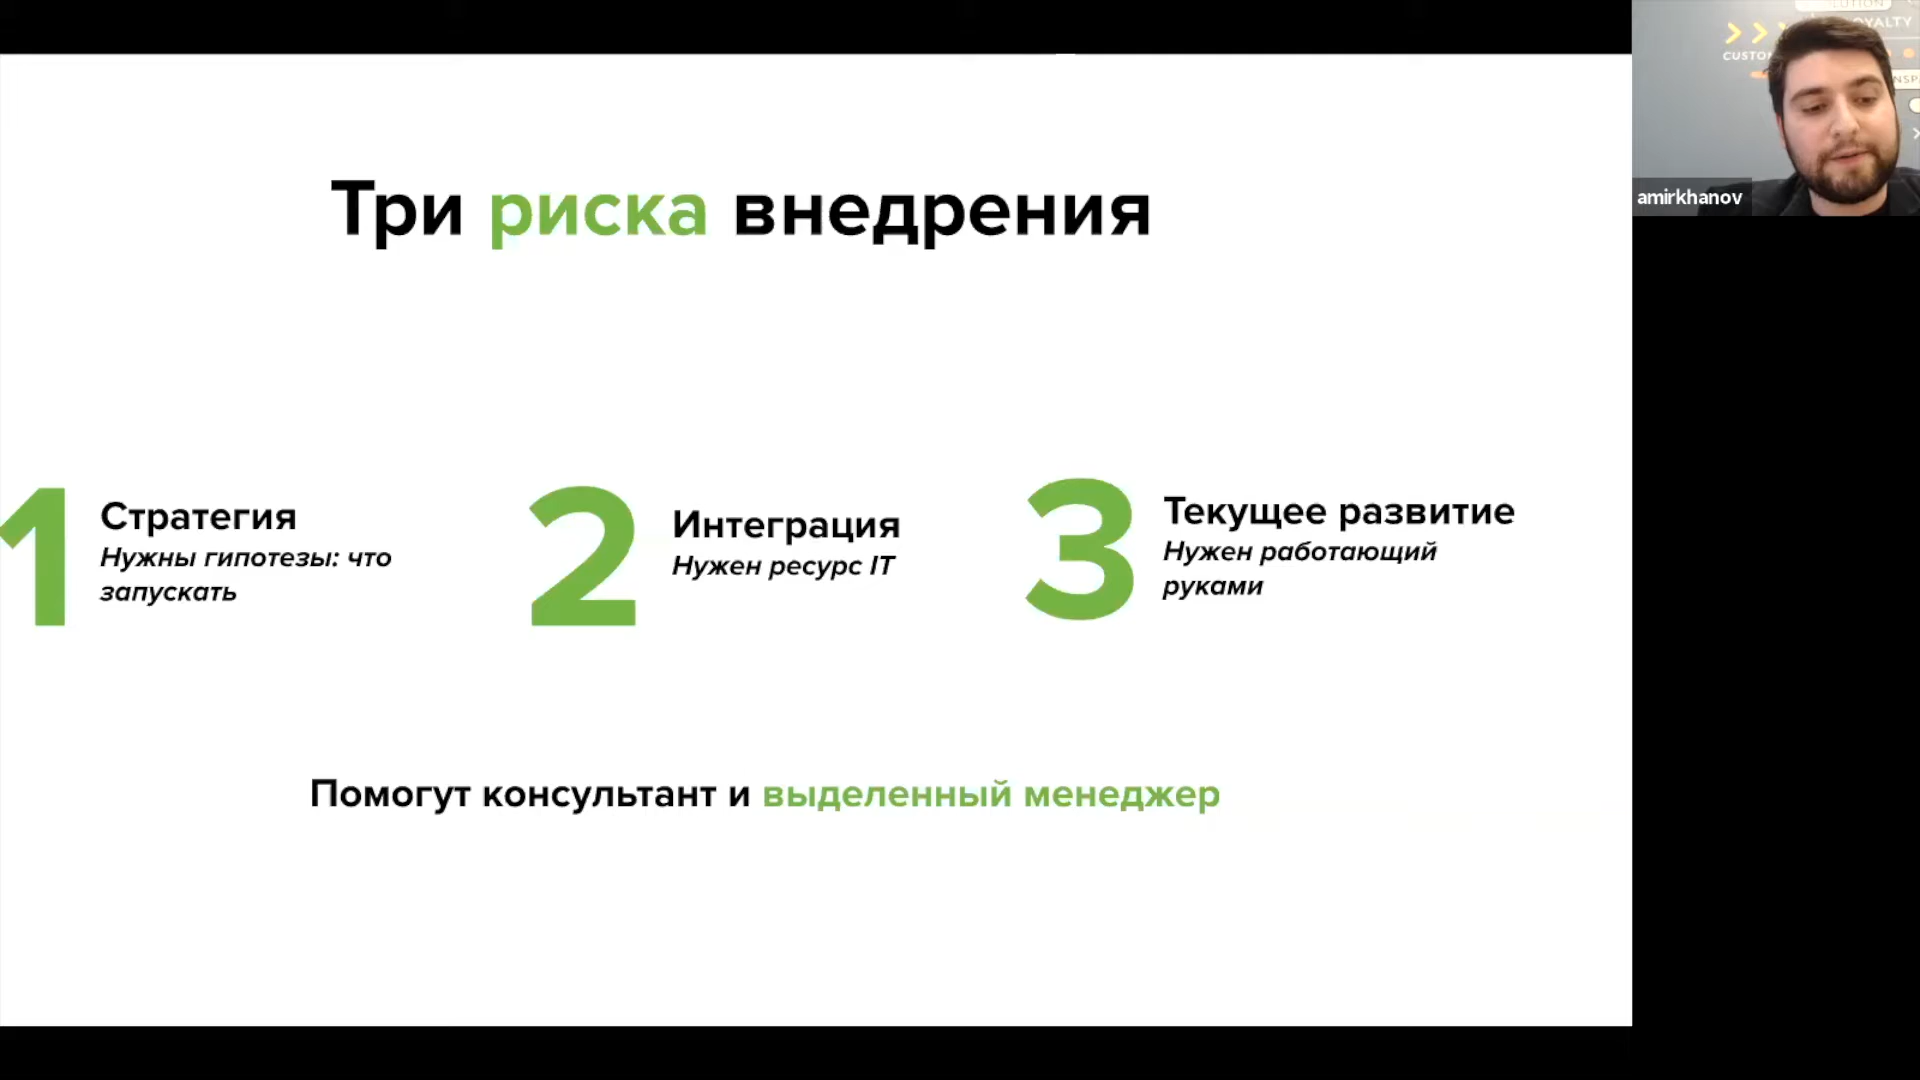 Три риска внедрения
1
Стратегия
Нужны гипотезы: что
запускать
2
Интеграция
Нужен ресурс IT
3
Текущее развитие
Нужен работающий
руками
Помогут консультант и выделенный менеджер
amirkhanov